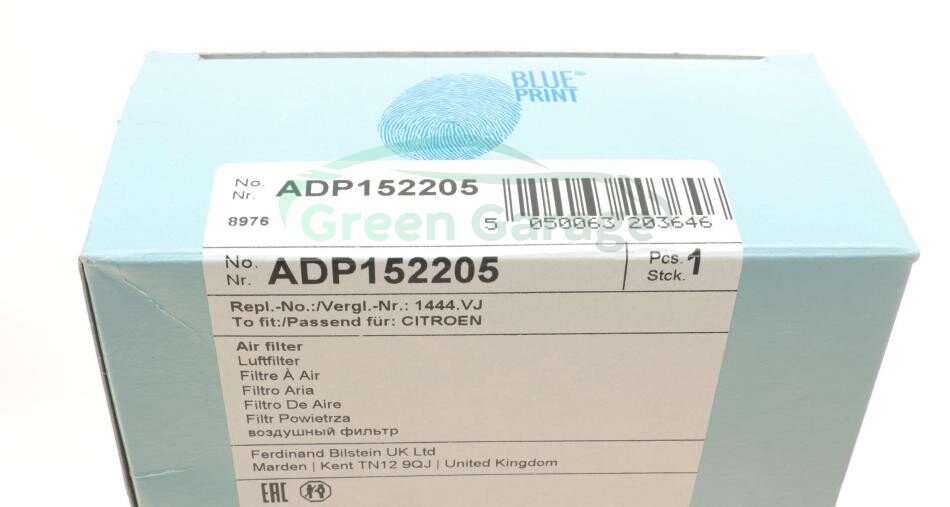 BLUE®
PRINT
No. ADP152205
Nr.
8976
5 050063 203646
Green Garage
No. ADP152205
Nr.
Pcs. 1
Stck.
Repl.-No.:/Vergl.-Nr.: 1444.VJ
To fit:/Passend für: CITROEN
Air filter
Luftfilter
Filtre À Air
Filtro Aria
Filtro De Aire
Filtr Powietrza
воздушный фильтр
Ferdinand Bilstein UK Ltd
Marden | Kent TN12 9QJ | United Kingdom
EAC